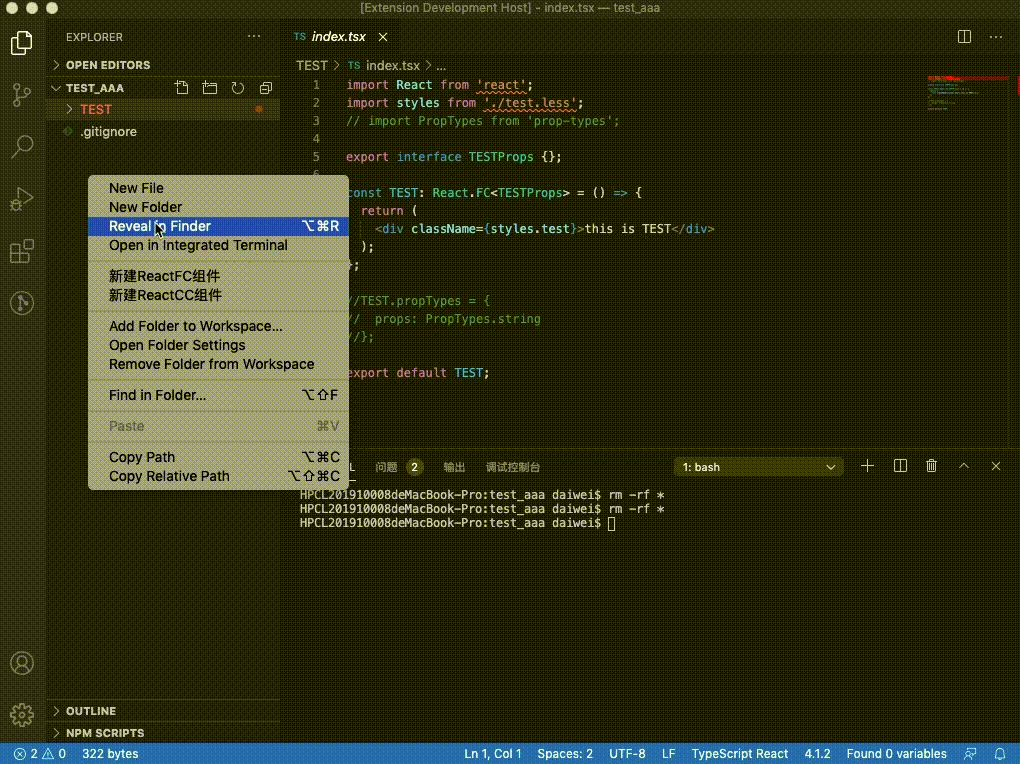 [Extension Development Host] - index.tsx — test_aaa
EXPLORER
OPEN EDITORS
TEST_AAA
TEST
.gitignore
TS index.tsx
TEST > TS index.tsx > ...
1 import React from 'react';
2 import styles from './test.less';
3 // import PropTypes from 'prop-types';
4
5 export interface TESTProps {};
6
const TEST: React.FC<TESTProps> = () => {
return (
<div className={styles.test}>this is TEST</div>
);
};
//TEST.propTypes = {
// props: PropTypes.string
//};
export default TEST;
New File
New Folder
Reveal in Finder ⌥⌘R
Open in Integrated Terminal
新建ReactFC组件
新建ReactCC组件
Add Folder to Workspace...
Open Folder Settings
Remove Folder from Workspace
Find in Folder... ⌥⇧F
Paste ⌘V
Copy Path ⌥⌘C
Copy Relative Path ⌥⇧⌘C
L 问题 2 输出 调试控制台 1: bash
HPCL201910008deMacBook-Pro:test_aaa daiwei$ rm -rf *
HPCL201910008deMacBook-Pro:test_aaa daiwei$ rm -rf *
HPCL201910008deMacBook-Pro:test_aaa daiwei$
OUTLINE
NPM SCRIPTS
2 0 322 bytes Ln 1, Col 1 Spaces: 2 UTF-8 LF TypeScript React 4.1.2 Found 0 variables